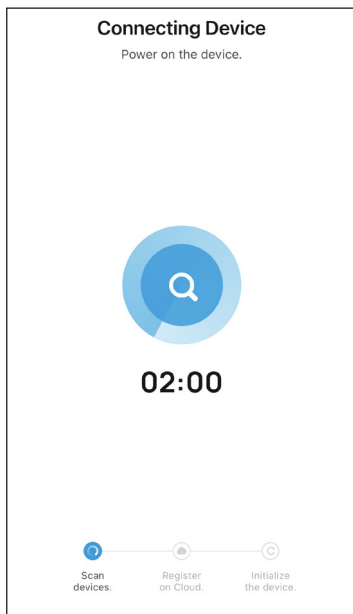 Connecting Device
Power on the device.
02:00
Scan
devices.
Register
on Cloud.
Initialize
the device.